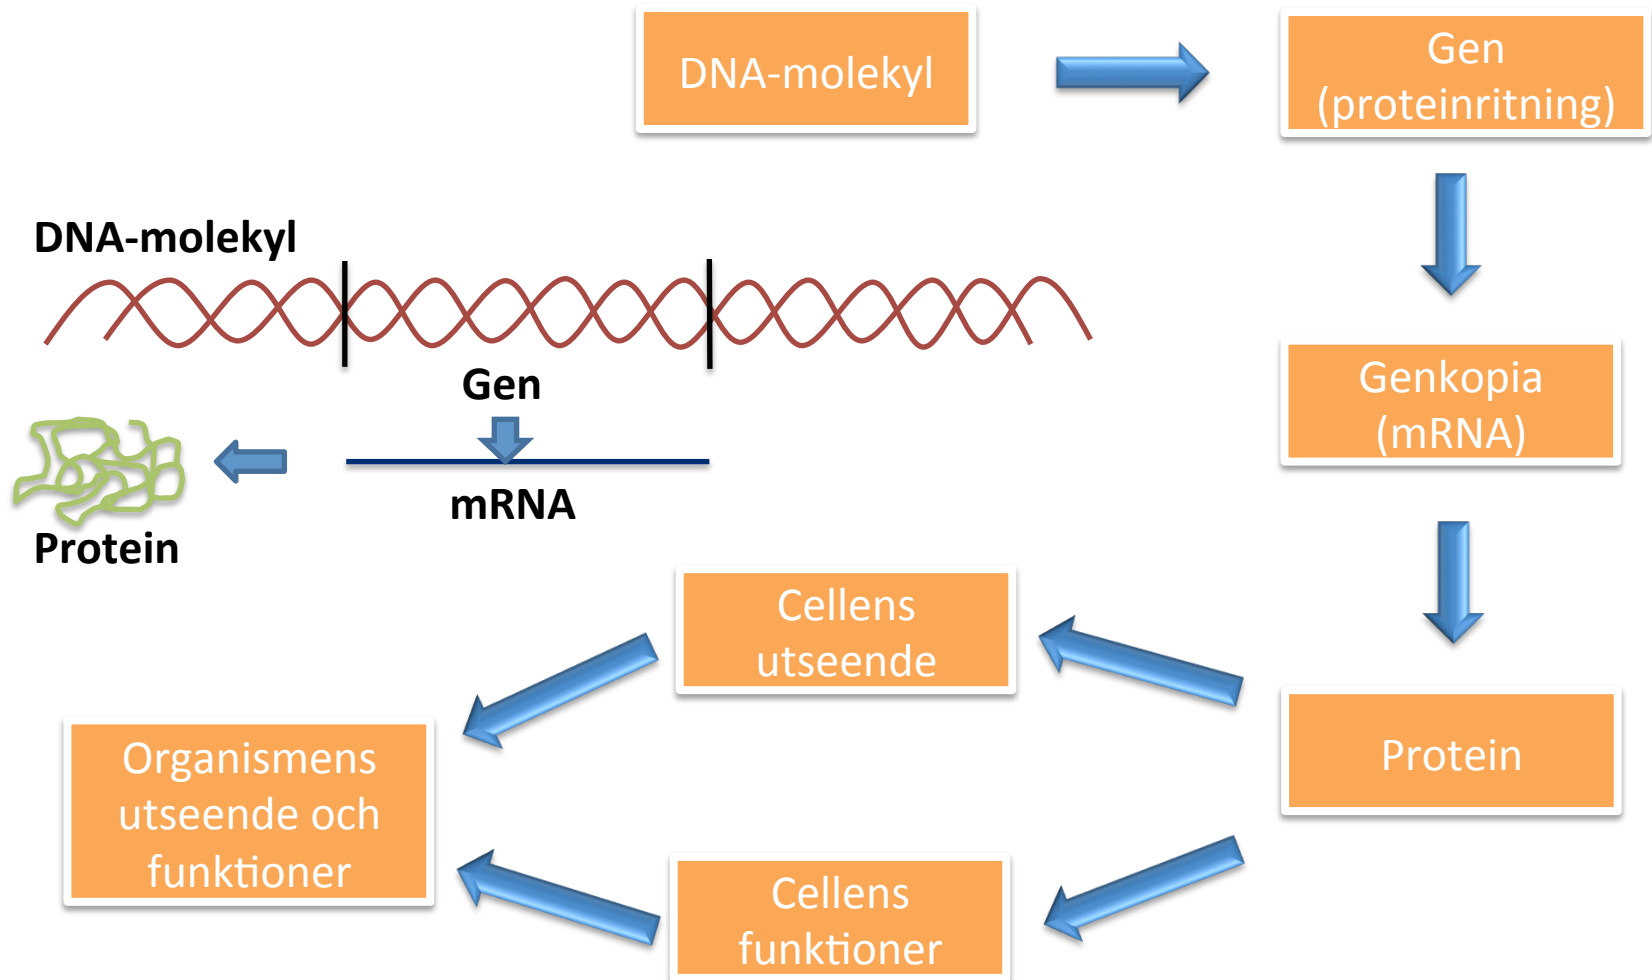 DNA-molekyl
Gen
(proteinritning)
DNA-molekyl
Gen
mRNA
Protein
Genkopia
(mRNA)
Protein
Cellens
utseende
Cellens
funktioner
Organismens
utseende och
funktioner